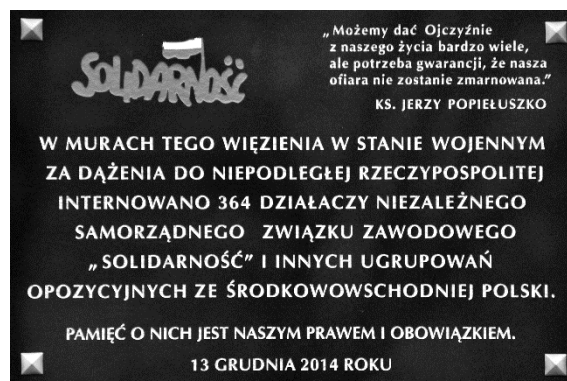 SOLIDARNOŚĆ
„Możemy dać Ojczyźnie
z naszego życia bardzo wiele,
ale potrzeba gwarancji, że nasza
ofiara nie zostanie zmarnowana.”
KS. JERZY POPIEŁUSZKO
W MURACH TEGO WIĘZIENIA W STANIE WOJENNYM
ZA DĄŻENIA DO NIEPODLEGŁEJ RZECZYPOSPOLITEJ
INTERNOWANO 364 DZIAŁACZY NIEZALEŻNEGO
SAMORZĄDNEGO ZWIĄZKU ZAWODOWEGO
„SOLIDARNOŚĆ” I INNYCH UGRUPOWAŃ
OPOZYCYJNYCH ZE ŚRODKOWOWSCHODNIEJ POLSKI.
PAMIĘĆ O NICH JEST NASZYM PRAWEM I OBOWIĄZKIEM.
13 GRUDNIA 2014 ROKU